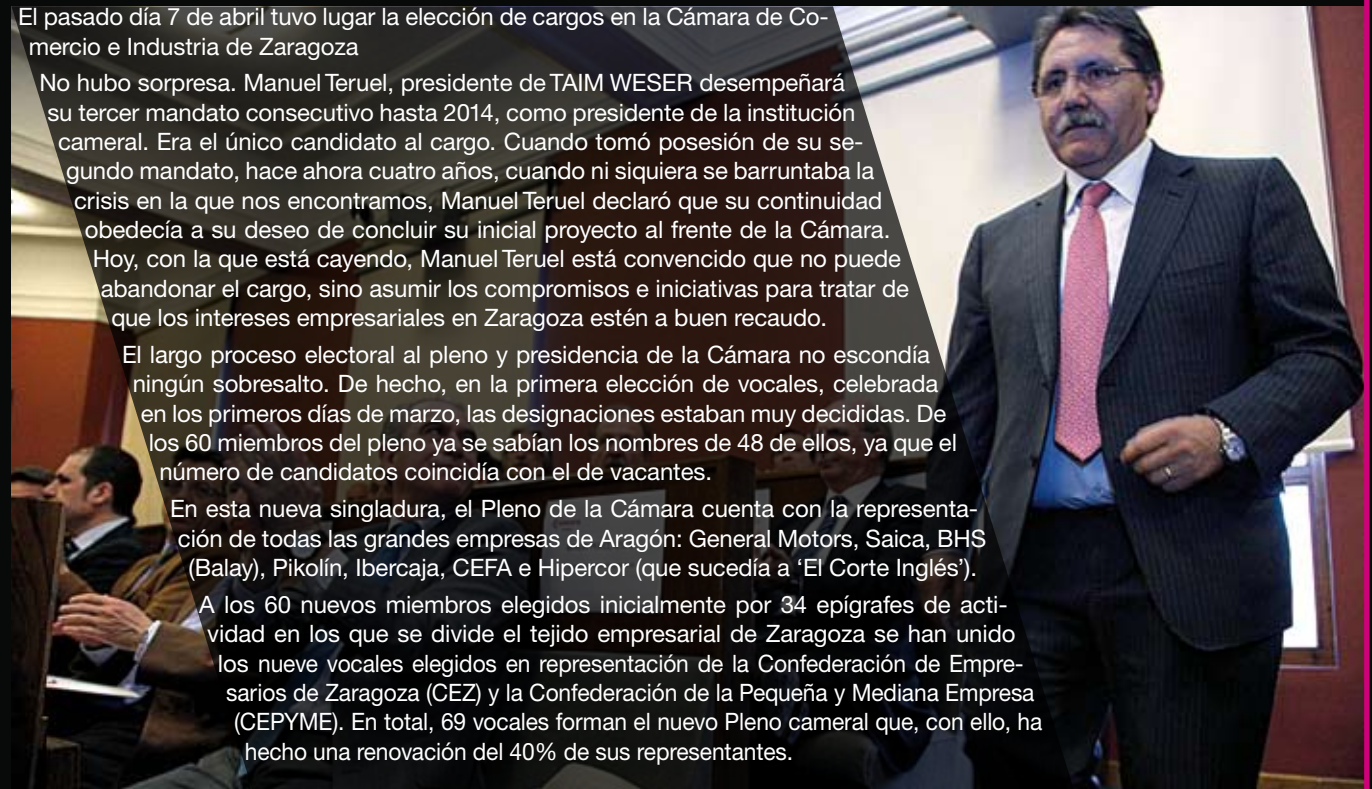 El pasado día 7 de abril tuvo lugar la elección de cargos en la Cámara de Co-
mercio e Industria de Zaragoza
No hubo sorpresa. Manuel Teruel, presidente de TAIM WESER desempeñará
su tercer mandato consecutivo hasta 2014, como presidente de la institución
cameral. Era el único candidato al cargo. Cuando tomó posesión de su se-
gundo mandato, hace ahora cuatro años, cuando ni siquiera se barruntaba la
crisis en la que nos encontramos, Manuel Teruel declaró que su continuidad
obedecía a su deseo de concluir su inicial proyecto al frente de la Cámara.
Hoy, con la que está cayendo, Manuel Teruel está convencido que no puede
abandonar el cargo, sino asumir los compromisos e iniciativas para tratar de
que los intereses empresariales en Zaragoza estén a buen recaudo.
El largo proceso electoral al pleno y presidencia de la Cámara no escondía
ningún sobresalto. De hecho, en la primera elección de vocales, celebrada
en los primeros días de marzo, las designaciones estaban muy decididas. De
los 60 miembros del pleno ya se sabían los nombres de 48 de ellos, ya que el
número de candidatos coincidía con el de vacantes.
En esta nueva singladura, el Pleno de la Cámara cuenta con la representa-
ción de todas las grandes empresas de Aragón: General Motors, Saica, BHS
(Balay), Pikolín, Ibercaja, CEFA e Hipercor (que sucedía a ‘El Corte Inglés’).
A los 60 nuevos miembros elegidos inicialmente por 34 epígrafes de acti-
vidad en los que se divide el tejido empresarial de Zaragoza se han unido
los nueve vocales elegidos en representación de la Confederación de Empre-
sarios de Zaragoza (CEZ) y la Confederación de la Pequeña y Mediana Empresa
(CEPYME). En total, 69 vocales forman el nuevo Pleno cameral que, con ello, ha
hecho una renovación del 40% de sus representantes.